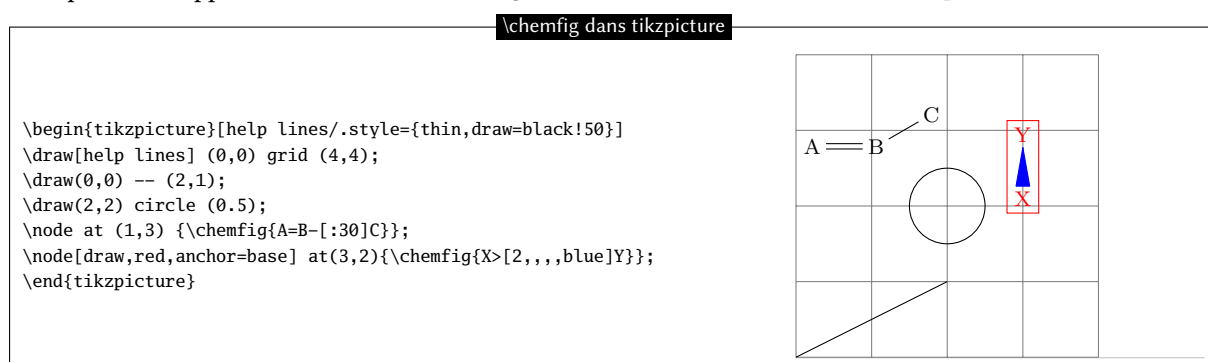 \chemfig dans tikzpicture
\begin{tikzpicture}[help lines/.style={thin,draw=black!50}]
\draw[help lines] (0,0) grid (4,4);
\draw(0,0) -- (2,1);
\draw(2,2) circle (0.5);
\node at (1,3) {\chemfig{A=B-[:30]C}};
\node[draw,red,anchor=base] at(3,2){\chemfig{X>[2,,,,blue]Y}};
\end{tikzpicture}
C
A B
Y
X